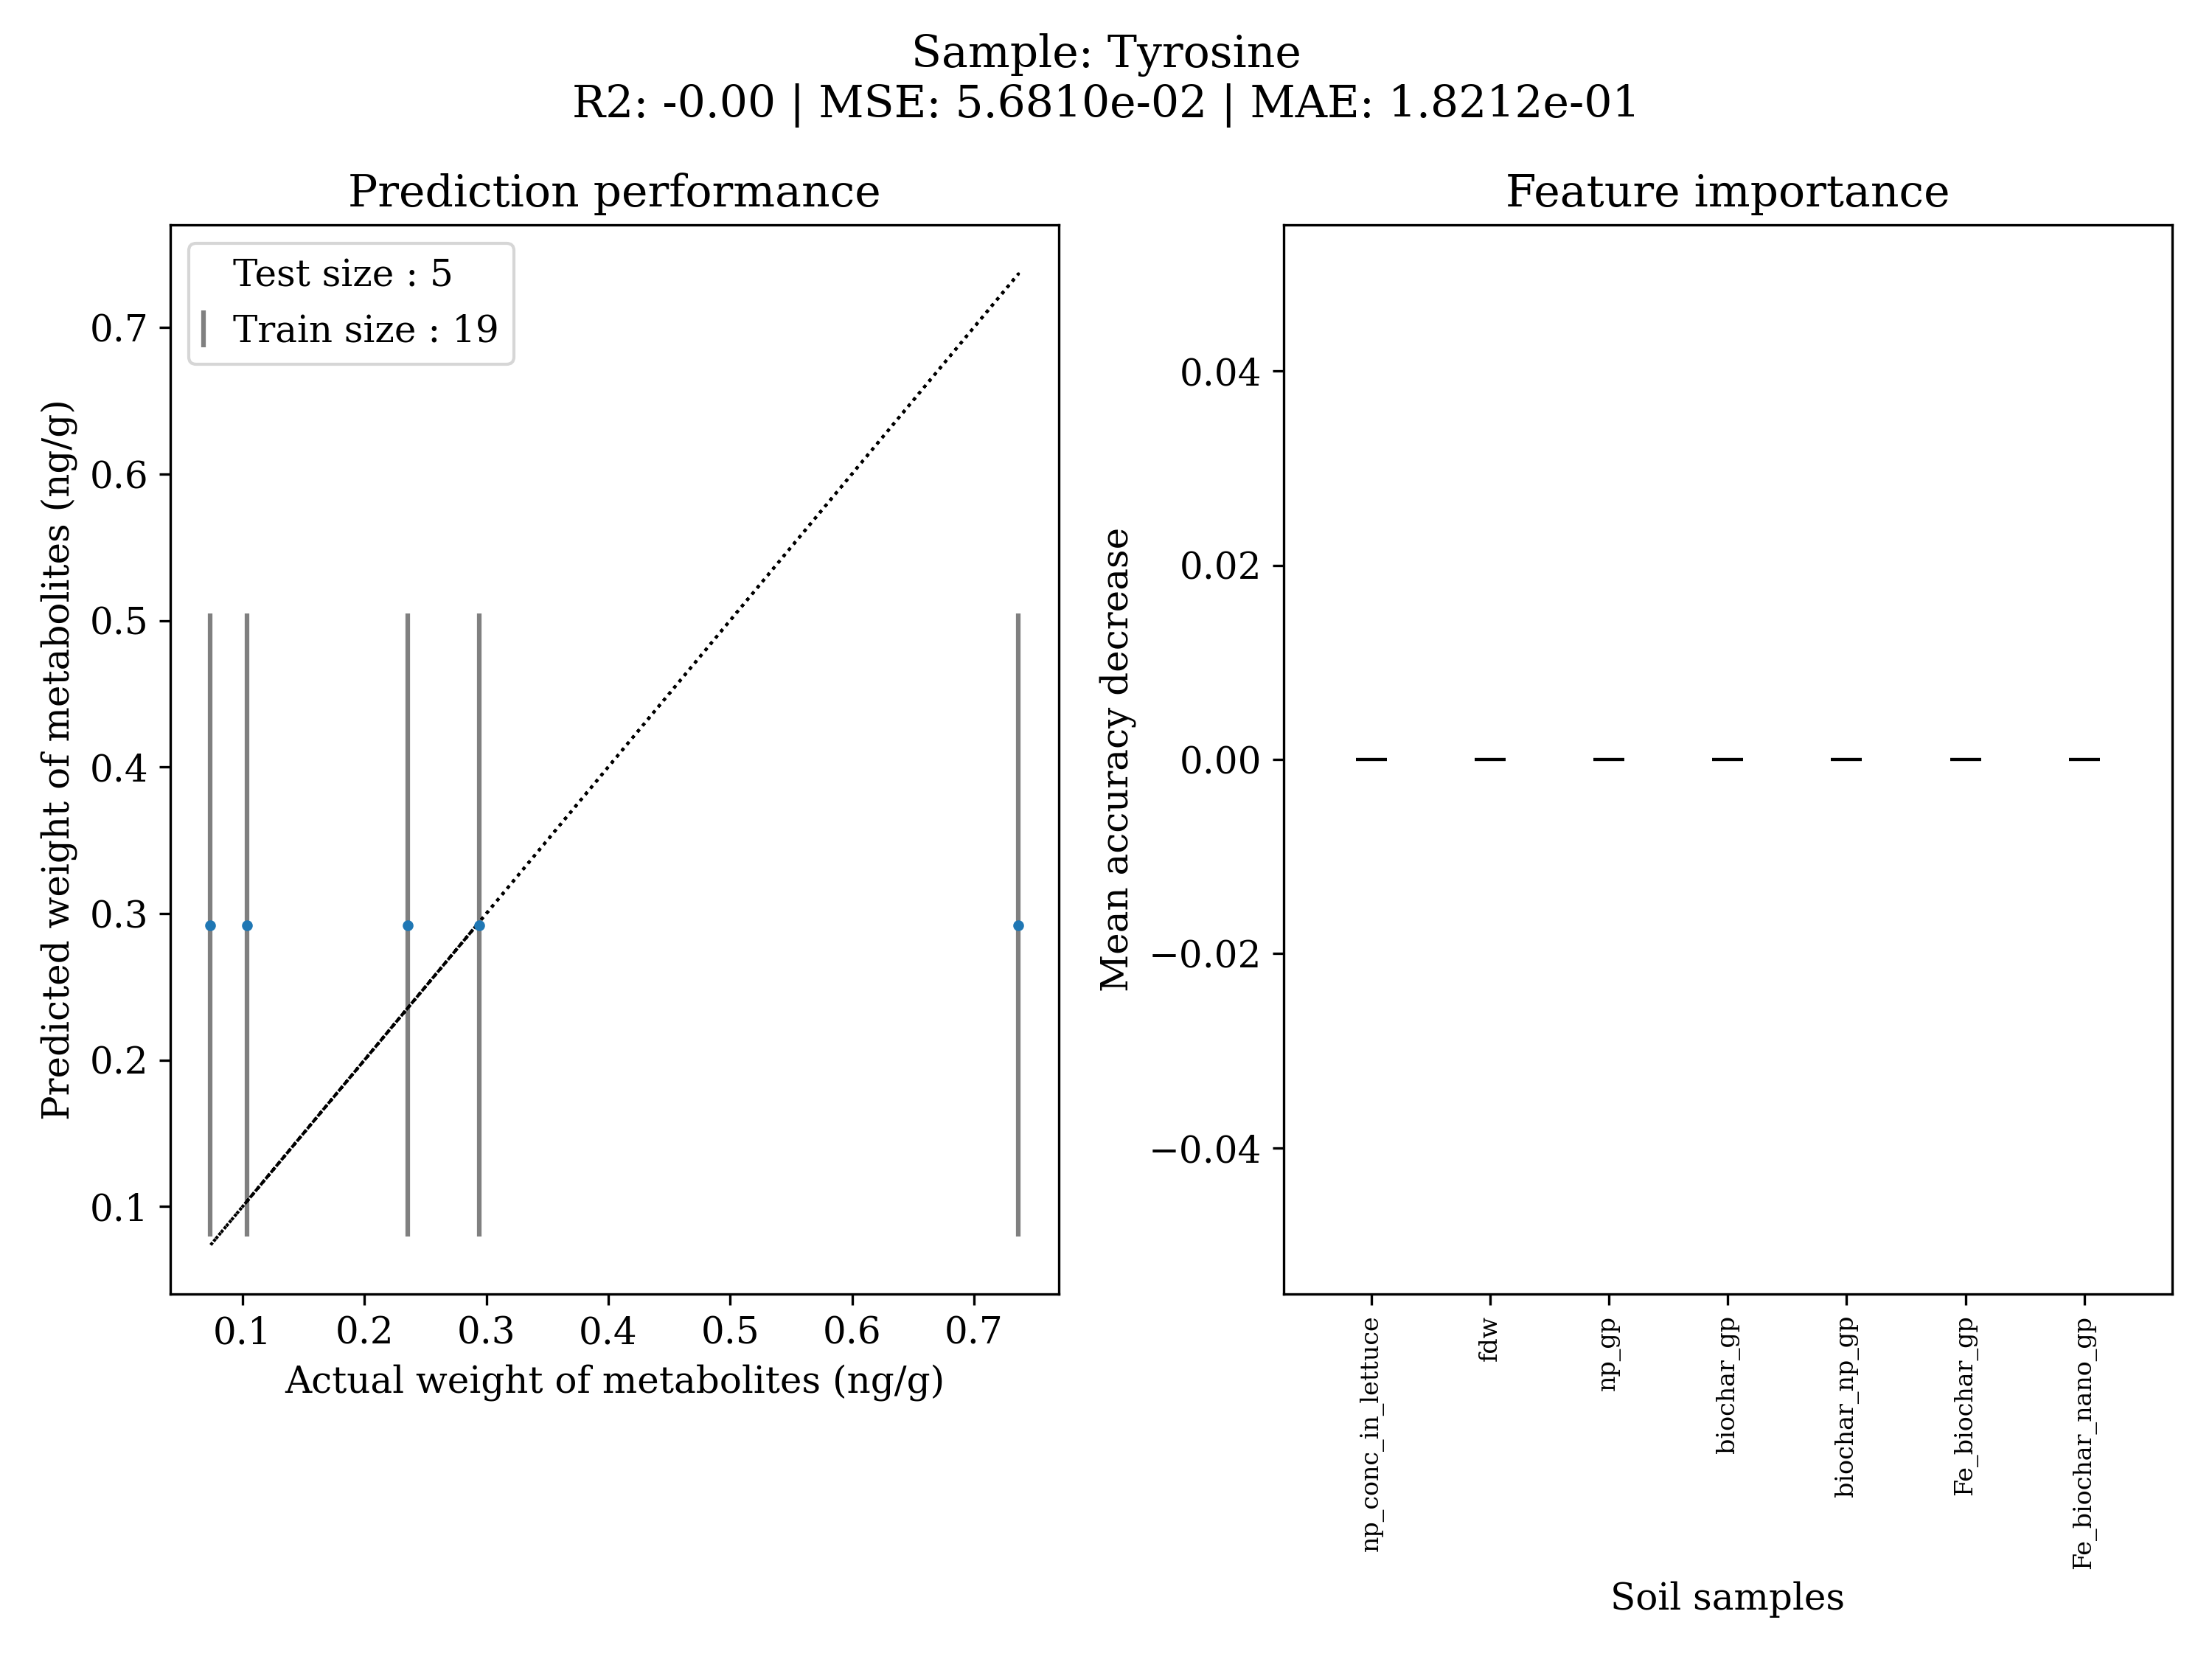 Sample: Tyrosine
R2: -0.00 | MSE: 5.6810e-02 | MAE: 1.8212e-01
Prediction performance
Test size : 5
Train size : 19
0.7
0.6
0.5
0.4
0.3
0.2
0.1
Predicted weight of metabolites (ng/g)
0.1 0.2 0.3 0.4 0.5 0.6 0.7
Actual weight of metabolites (ng/g)
Feature importance
0.04
0.02
0.00
−0.02
−0.04
Mean accuracy decrease
np_conc_in_lettuce
fdw
np_gp
biochar_gp
biochar_np_gp
Fe_biochar_gp
Fe_biochar_nano_gp
Soil samples